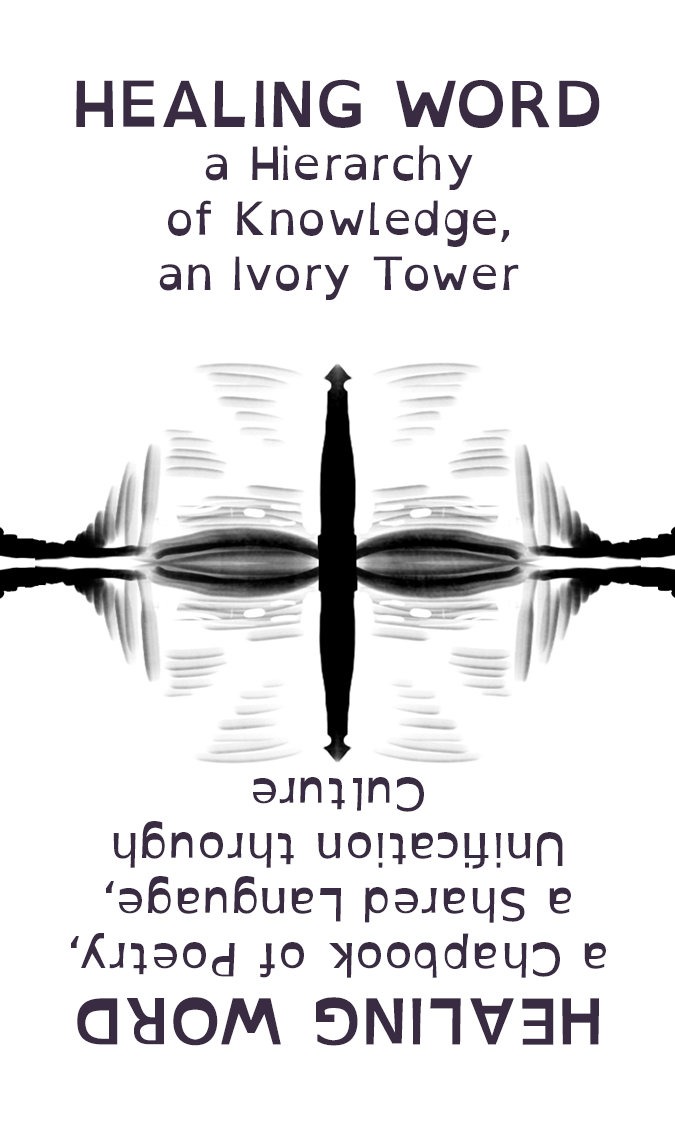 HEALING WORD
a Hierarchy
of Knowledge,
an Ivory Tower
HEALING WORD
a Chapbook of Poetry,
a Shared Language,
Unification through
Culture